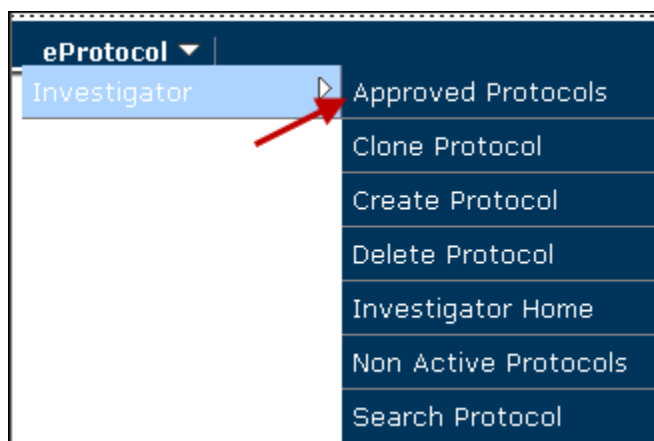 eProtocol
Investigator
Approved Protocols
Clone Protocol
Create Protocol
Delete Protocol
Investigator Home
Non Active Protocols
Search Protocol